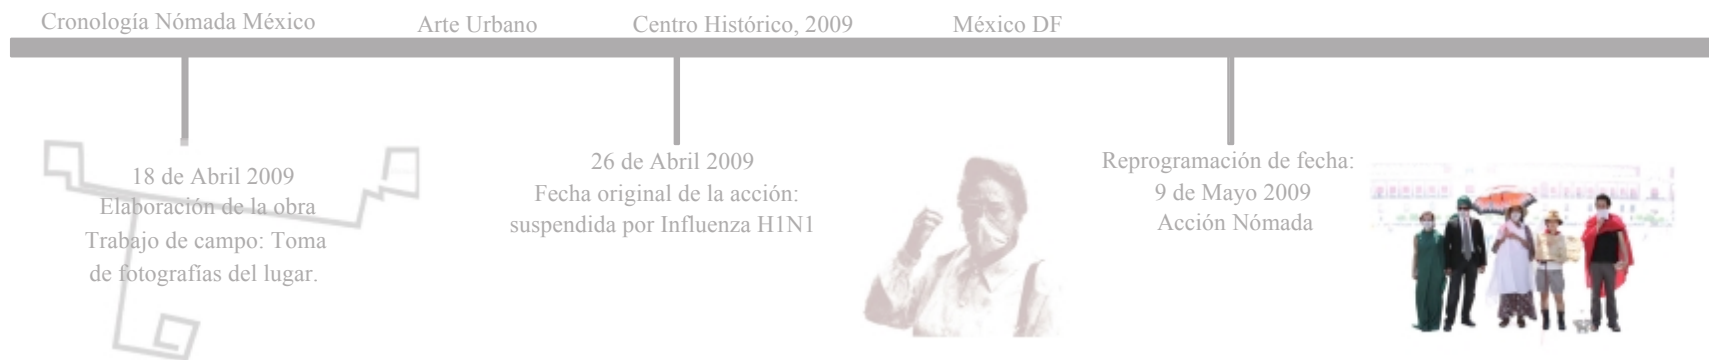 Cronología Nómada México Arte Urbano Centro Histórico, 2009 México DF
18 de Abril 2009
Elaboración de la obra
Trabajo de campo: Toma
de fotografías del lugar.
26 de Abril 2009
Fecha original de la acción:
suspendida por Influenza H1N1
Reprogramación de fecha:
9 de Mayo 2009
Acción Nómada